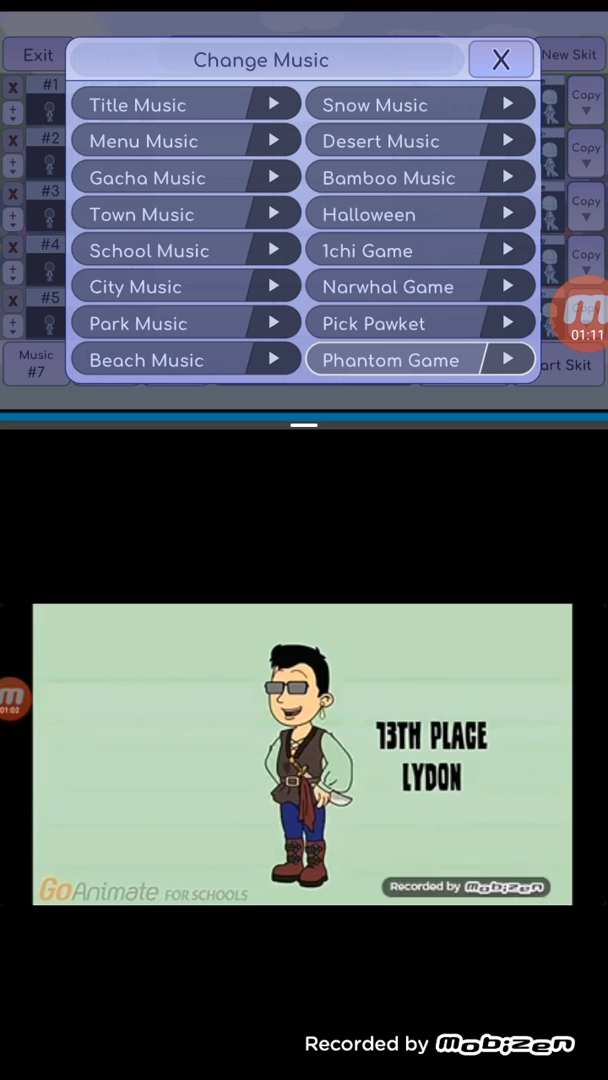 Change Music
X
Exit
New Skit
#1
#2
#3
#4
#5
Copy
Copy
Copy
Copy
Title Music
Menu Music
Gacha Music
Town Music
School Music
City Music
Park Music
Beach Music
Snow Music
Desert Music
Bamboo Music
Halloween
1chi Game
Narwhal Game
Pick Pawket
Phantom Game
01:11
Music
#7
art Skit
01:02
13TH PLACE
LYDON
GoAnimate FOR SCHOOLS
Recorded by Mobizen
Recorded by Mobizen